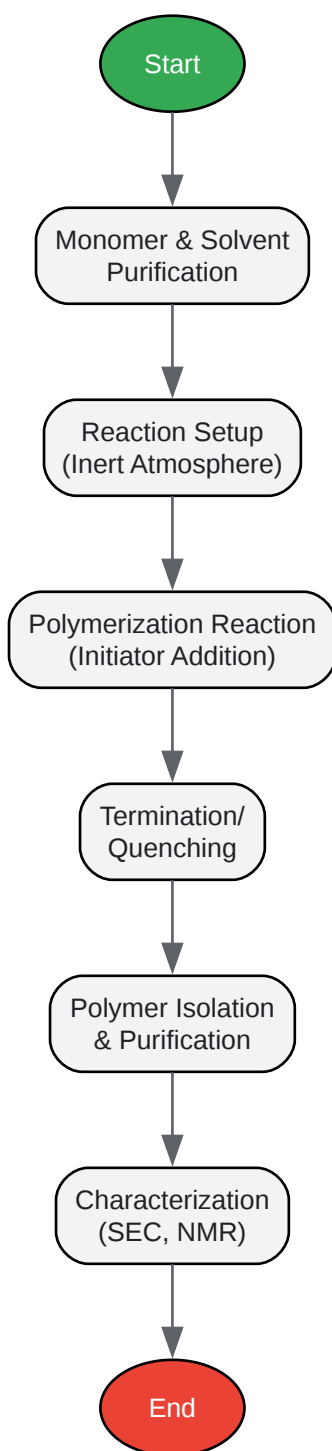 Start
Monomer & Solvent
Purification
Reaction Setup
(Inert Atmosphere)
Polymerization Reaction
(Initiator Addition)
Termination/
Quenching
Polymer Isolation
& Purification
Characterization
(SEC, NMR)
End